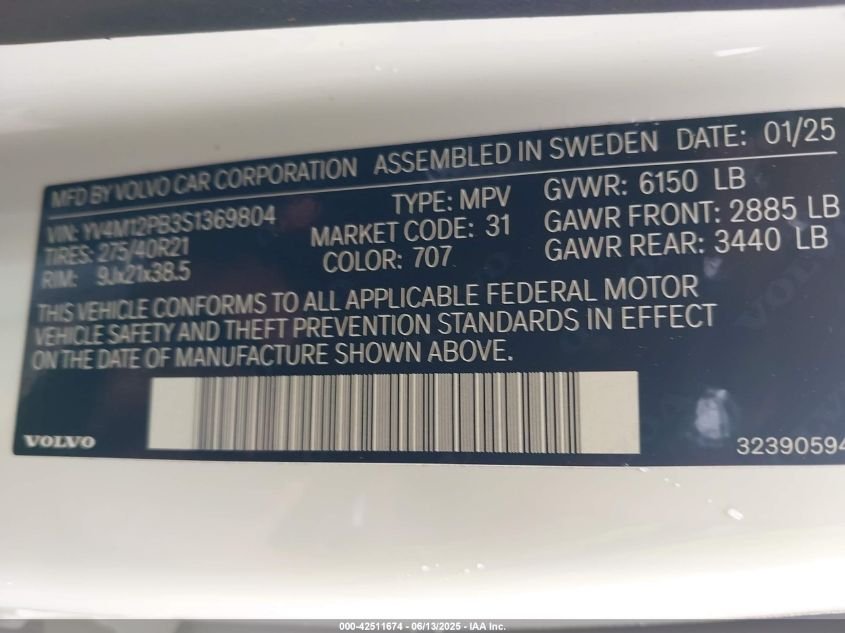 MFD BY VOLVO CAR CORPORATION ASSEMBLED IN SWEDEN DATE: 01/25
VIN: YV4M12PB3S1369804 TYPE: MPV GVWR: 6150 LB
TIRES: 275/40R21 MARKET CODE: 31 GAWR FRONT: 2885 LB
RIM: 9Jx21x38.5 COLOR: 707 GAWR REAR: 3440 LB
THIS VEHICLE CONFORMS TO ALL APPLICABLE FEDERAL MOTOR
VEHICLE SAFETY AND THEFT PREVENTION STANDARDS IN EFFECT
ON THE DATE OF MANUFACTURE SHOWN ABOVE.
VOLVO 32390594
000-42511674 - 06/13/2025 - IAA Inc.